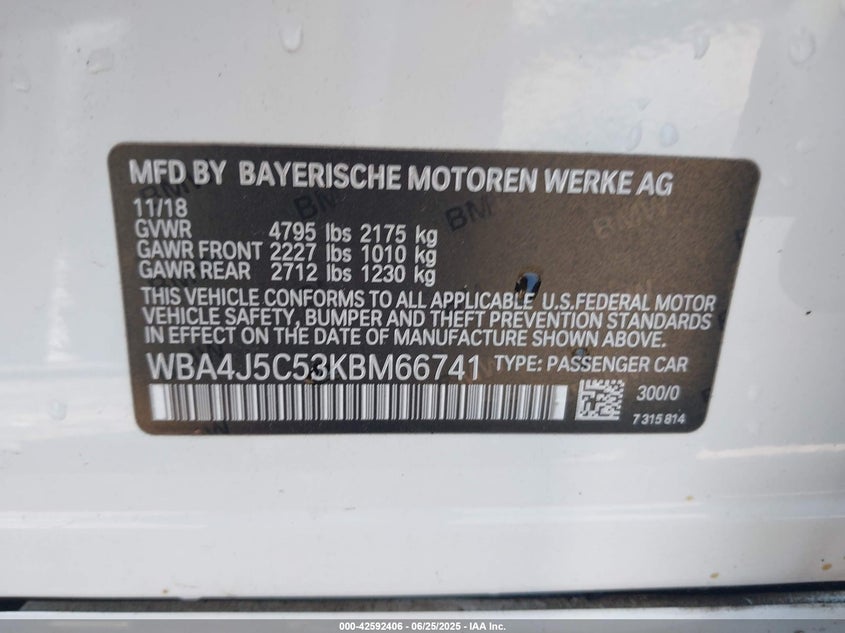 MFD BY BAYERISCHE MOTOREN WERKE AG
11/18
GVWR 4795 lbs 2175 kg
GAWR FRONT 2227 lbs 1010 kg
GAWR REAR 2712 lbs 1230 kg
THIS VEHICLE CONFORMS TO ALL APPLICABLE U.S.FEDERAL MOTOR
VEHICLE SAFETY, BUMPER AND THEFT PREVENTION STANDARDS
IN EFFECT ON THE DATE OF MANUFACTURE SHOWN ABOVE.
WBA4J5C53KBM66741 TYPE: PASSENGER CAR
300/0
7 315 814
000-42592406 - 06/25/2025 - IAA Inc.